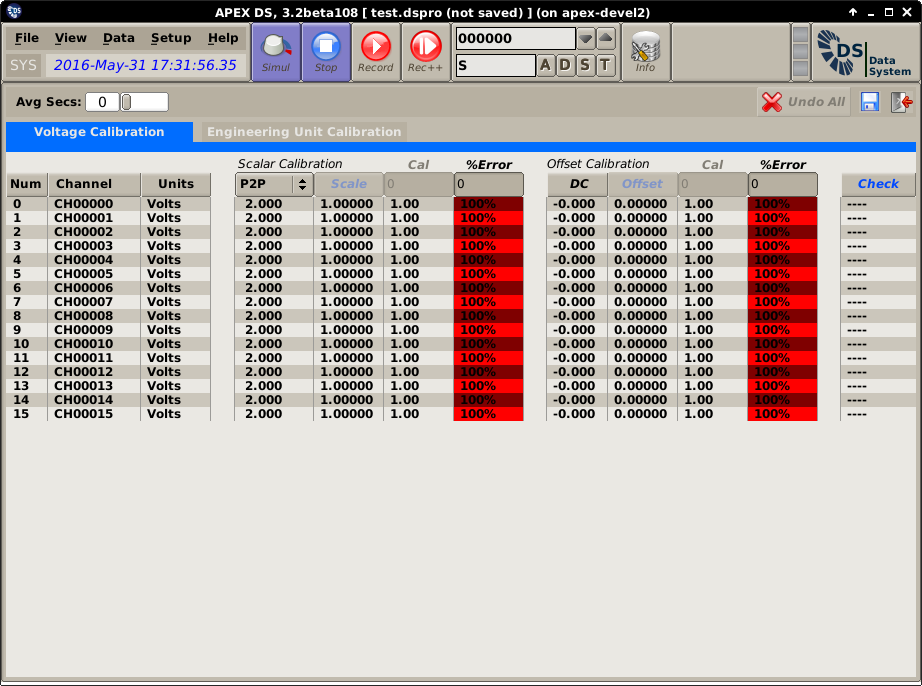 APEX DS, 3.2beta108 [ test.dspro (not saved) ] (on apex-devel2)
File View Data Setup Help
SYS 2016-May-31 17:31:56.35
Simul Stop Record Rec++
000000
S A D S T
Info
DS Data System
Avg Secs: 0 Undo All
Voltage Calibration Engineering Unit Calibration
Scalar Calibration Cal %Error Offset Calibration Cal %Error
Num Channel Units P2P Scale 0 0 DC Offset 0 0 Check
0 CH00000 Volts 2.000 1.00000 1.00 100% -0.000 0.00000 1.00 100% ----
1 CH00001 Volts 2.000 1.00000 1.00 100% -0.000 0.00000 1.00 100% ----
2 CH00002 Volts 2.000 1.00000 1.00 100% -0.000 0.00000 1.00 100% ----
3 CH00003 Volts 2.000 1.00000 1.00 100% -0.000 0.00000 1.00 100% ----
4 CH00004 Volts 2.000 1.00000 1.00 100% -0.000 0.00000 1.00 100% ----
5 CH00005 Volts 2.000 1.00000 1.00 100% -0.000 0.00000 1.00 100% ----
6 CH00006 Volts 2.000 1.00000 1.00 100% -0.000 0.00000 1.00 100% ----
7 CH00007 Volts 2.000 1.00000 1.00 100% -0.000 0.00000 1.00 100% ----
8 CH00008 Volts 2.000 1.00000 1.00 100% -0.000 0.00000 1.00 100% ----
9 CH00009 Volts 2.000 1.00000 1.00 100% -0.000 0.00000 1.00 100% ----
10 CH00010 Volts 2.000 1.00000 1.00 100% -0.000 0.00000 1.00 100% ----
11 CH00011 Volts 2.000 1.00000 1.00 100% -0.000 0.00000 1.00 100% ----
12 CH00012 Volts 2.000 1.00000 1.00 100% -0.000 0.00000 1.00 100% ----
13 CH00013 Volts 2.000 1.00000 1.00 100% -0.000 0.00000 1.00 100% ----
14 CH00014 Volts 2.000 1.00000 1.00 100% -0.000 0.00000 1.00 100% ----
15 CH00015 Volts 2.000 1.00000 1.00 100% -0.000 0.00000 1.00 100% ----